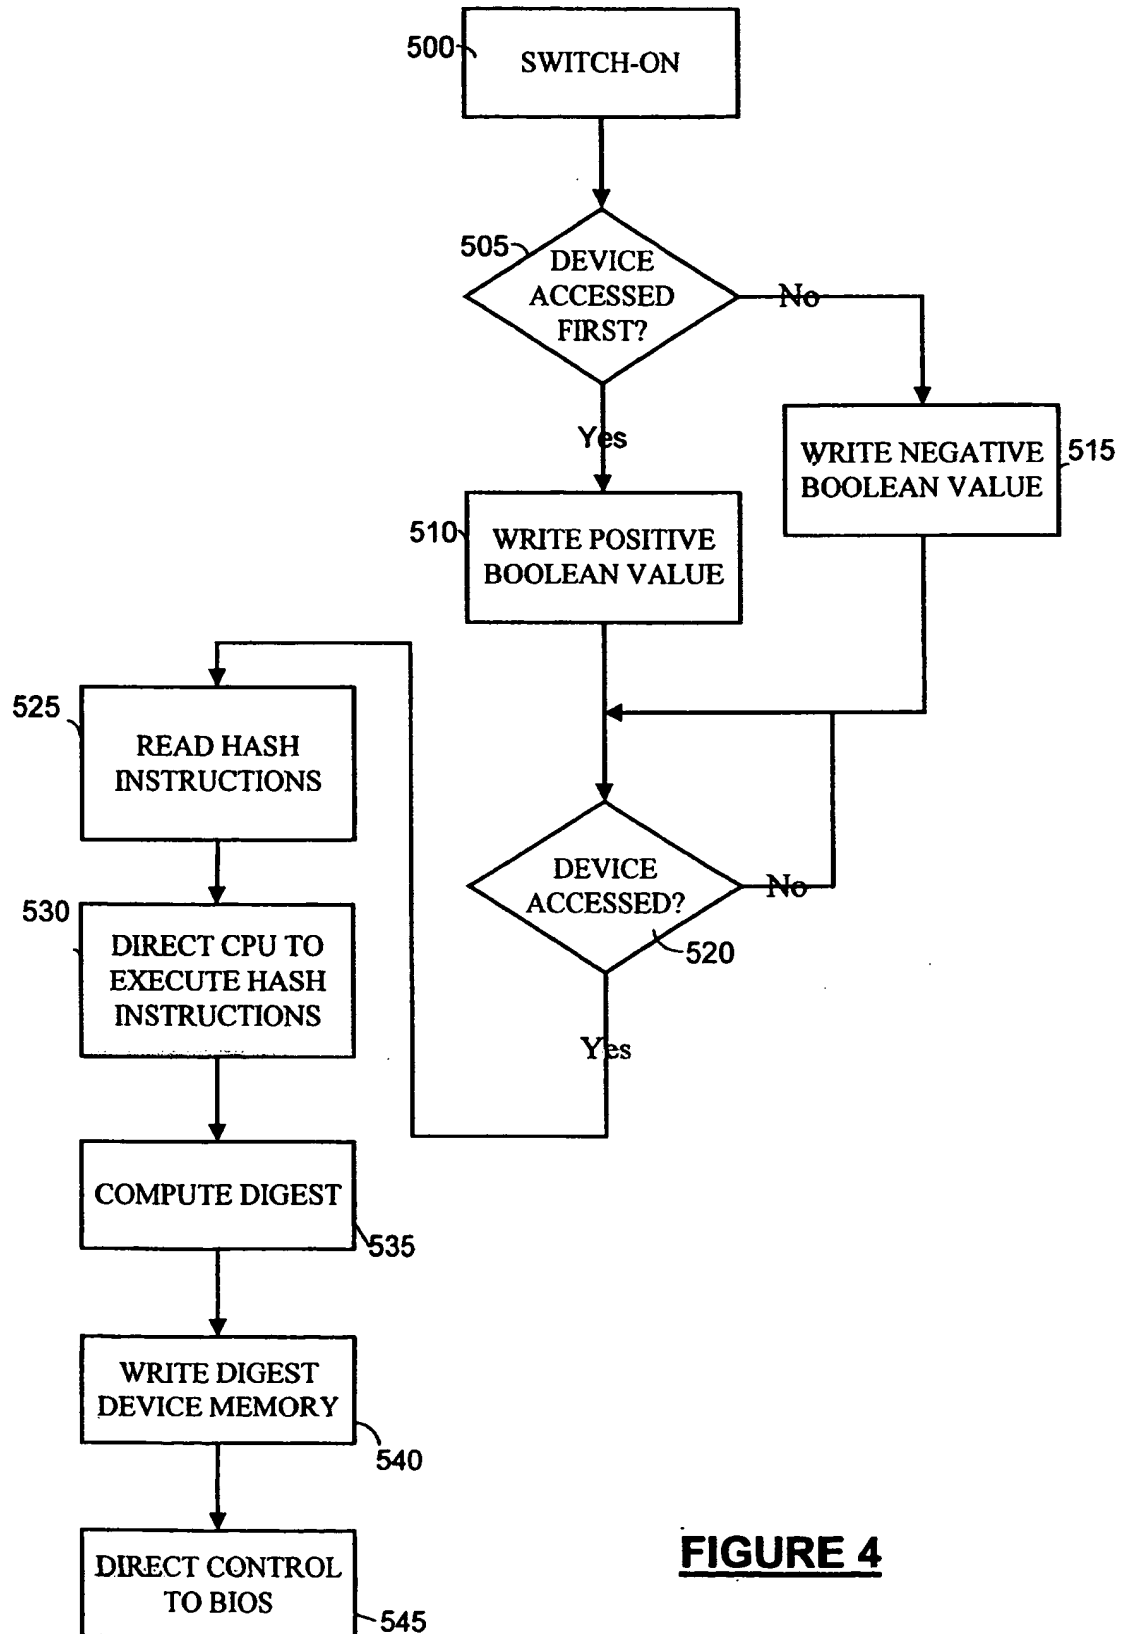 500
SWITCH-ON
505
DEVICE
ACCESSED
FIRST?
No
Yes
WRITE NEGATIVE
BOOLEAN VALUE
515
510
WRITE POSITIVE
BOOLEAN VALUE
525
READ HASH
INSTRUCTIONS
DEVICE
ACCESSED?
No
520
Yes
530
DIRECT CPU TO
EXECUTE HASH
INSTRUCTIONS
COMPUTE DIGEST
535
WRITE DIGEST
DEVICE MEMORY
540
DIRECT CONTROL
TO BIOS
545
FIGURE 4